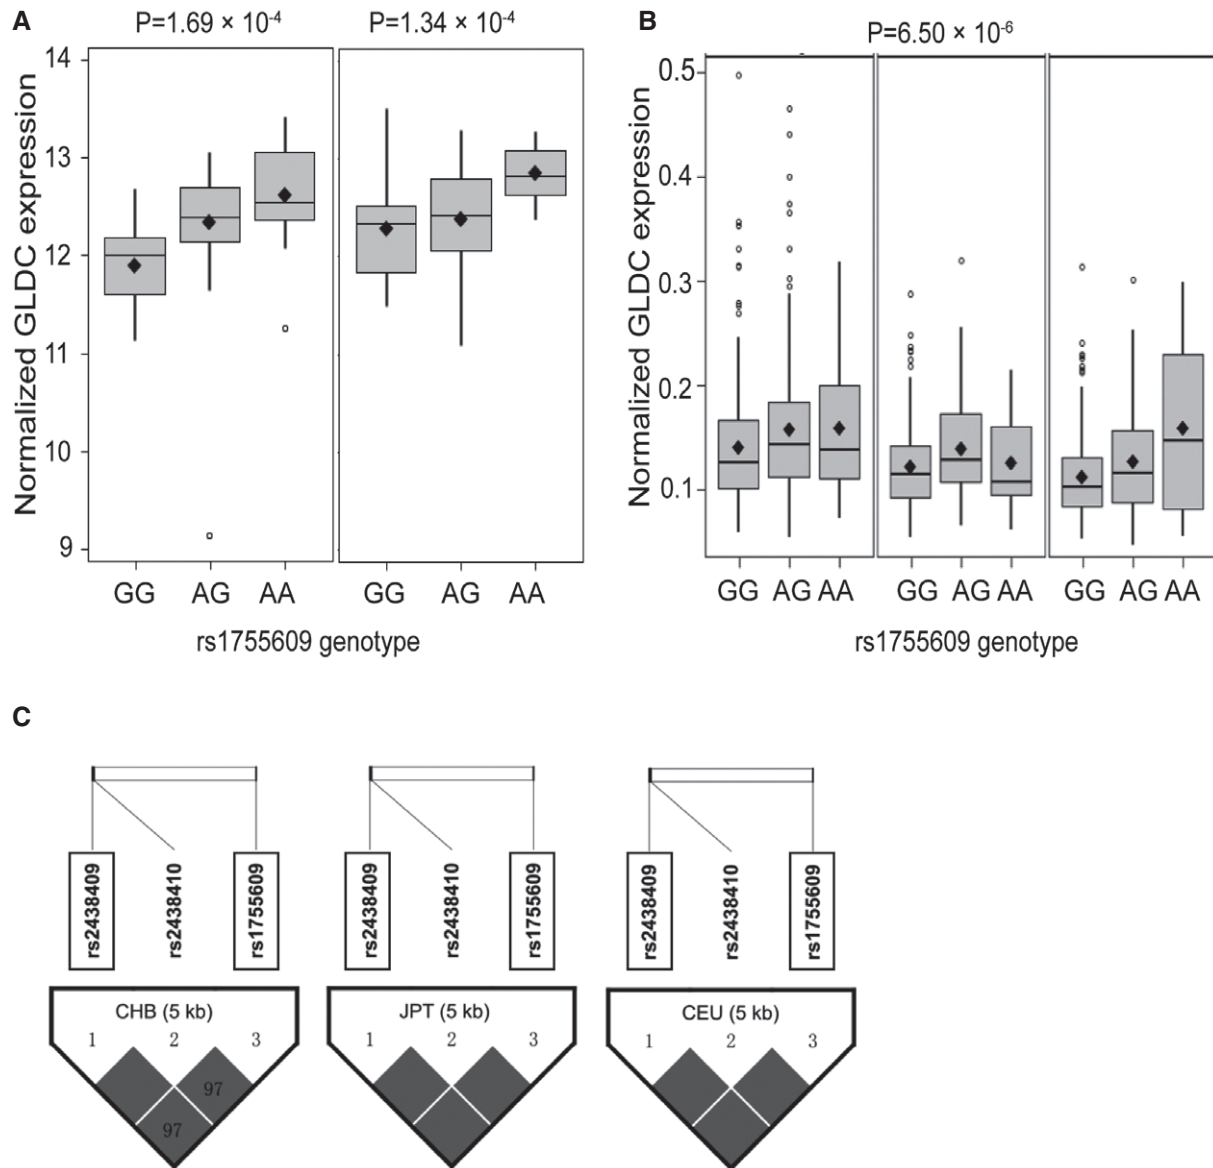 A
P=1.69 × 10-4
P=1.34 × 10-4
Normalized GLDC expression
14
13
12
11
10
9
GG AG AA
GG AG AA
rs1755609 genotype
B
P=6.50 × 10-6
Normalized GLDC expression
0.5
0.4
0.3
0.2
0.1
GG AG AA
GG AG AA
GG AG AA
rs1755609 genotype
C
rs2438409
rs2438410
rs1755609
CHB (5 kb)
1 2 3
97
97
rs2438409
rs2438410
rs1755609
JPT (5 kb)
1 2 3
rs2438409
rs2438410
rs1755609
CEU (5 kb)
1 2 3